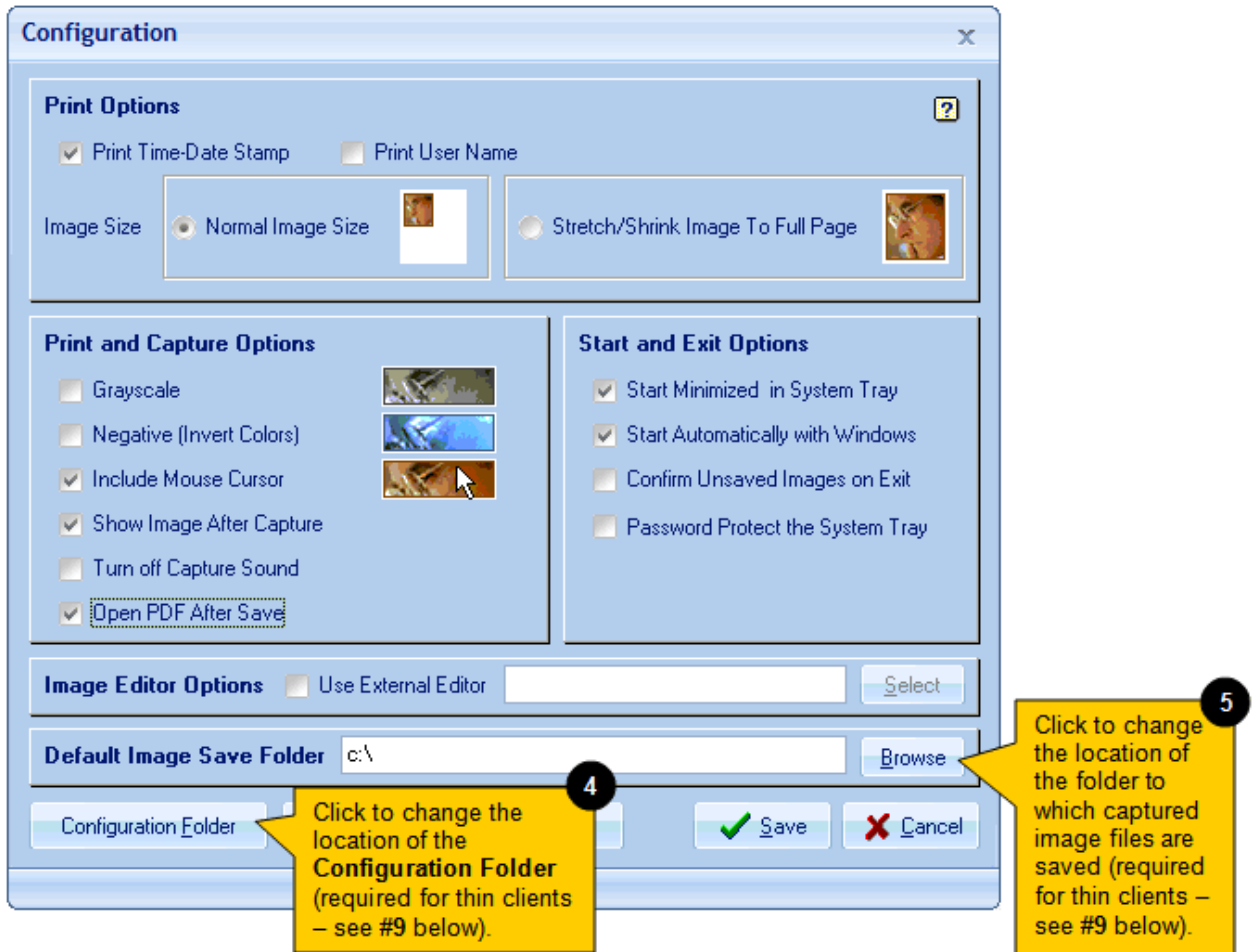 Configuration
x
Print Options
?
Print Time-Date Stamp Print User Name
Image Size Normal Image Size Stretch/Shrink Image To Full Page
Print and Capture Options
Grayscale
Negative (Invert Colors)
Include Mouse Cursor
Show Image After Capture
Turn off Capture Sound
Open PDF After Save
Start and Exit Options
Start Minimized in System Tray
Start Automatically with Windows
Confirm Unsaved Images on Exit
Password Protect the System Tray
Image Editor Options Use External Editor Select
Default Image Save Folder c:\ Browse
Configuration Folder Save Cancel
4
Click to change the
location of the
Configuration Folder
(required for thin clients
– see #9 below).
5
Click to change
the location of
the folder to
which captured
image files are
saved (required
for thin clients –
see #9 below).